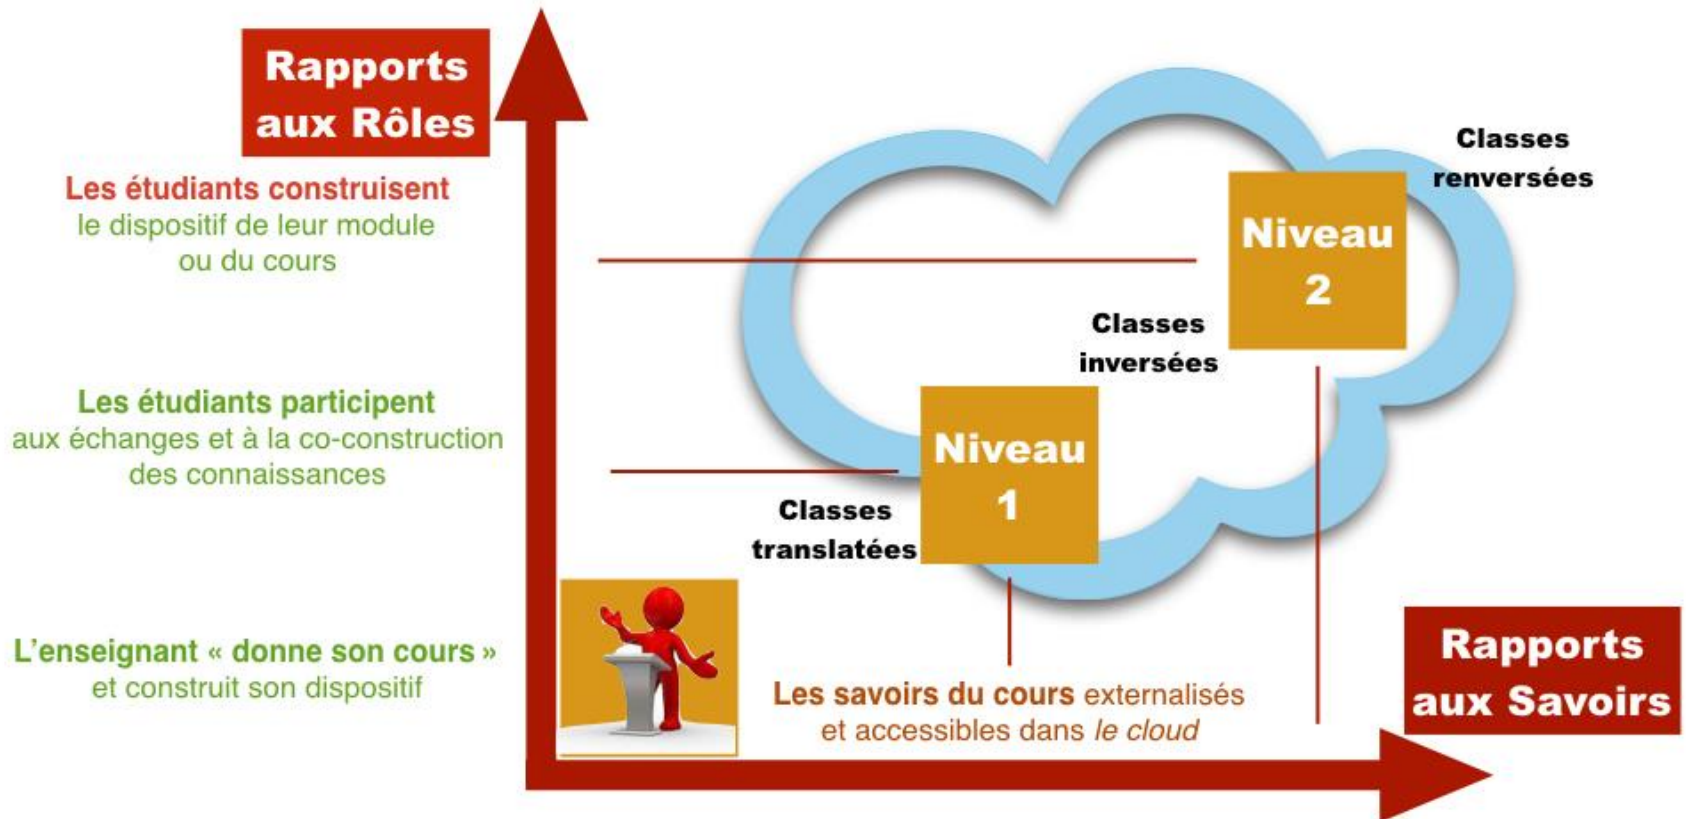 Rapports
aux Rôles
Les étudiants construisent
le dispositif de leur module
ou du cours
Classes
renversées
Niveau
2
Classes
inversées
Les étudiants participent
aux échanges et à la co-construction
des connaissances
Niveau
1
Classes
translatées
L'enseignant « donne son cours »
et construit son dispositif
Les savoirs du cours externalisés
et accessibles dans le cloud
Rapports
aux Savoirs